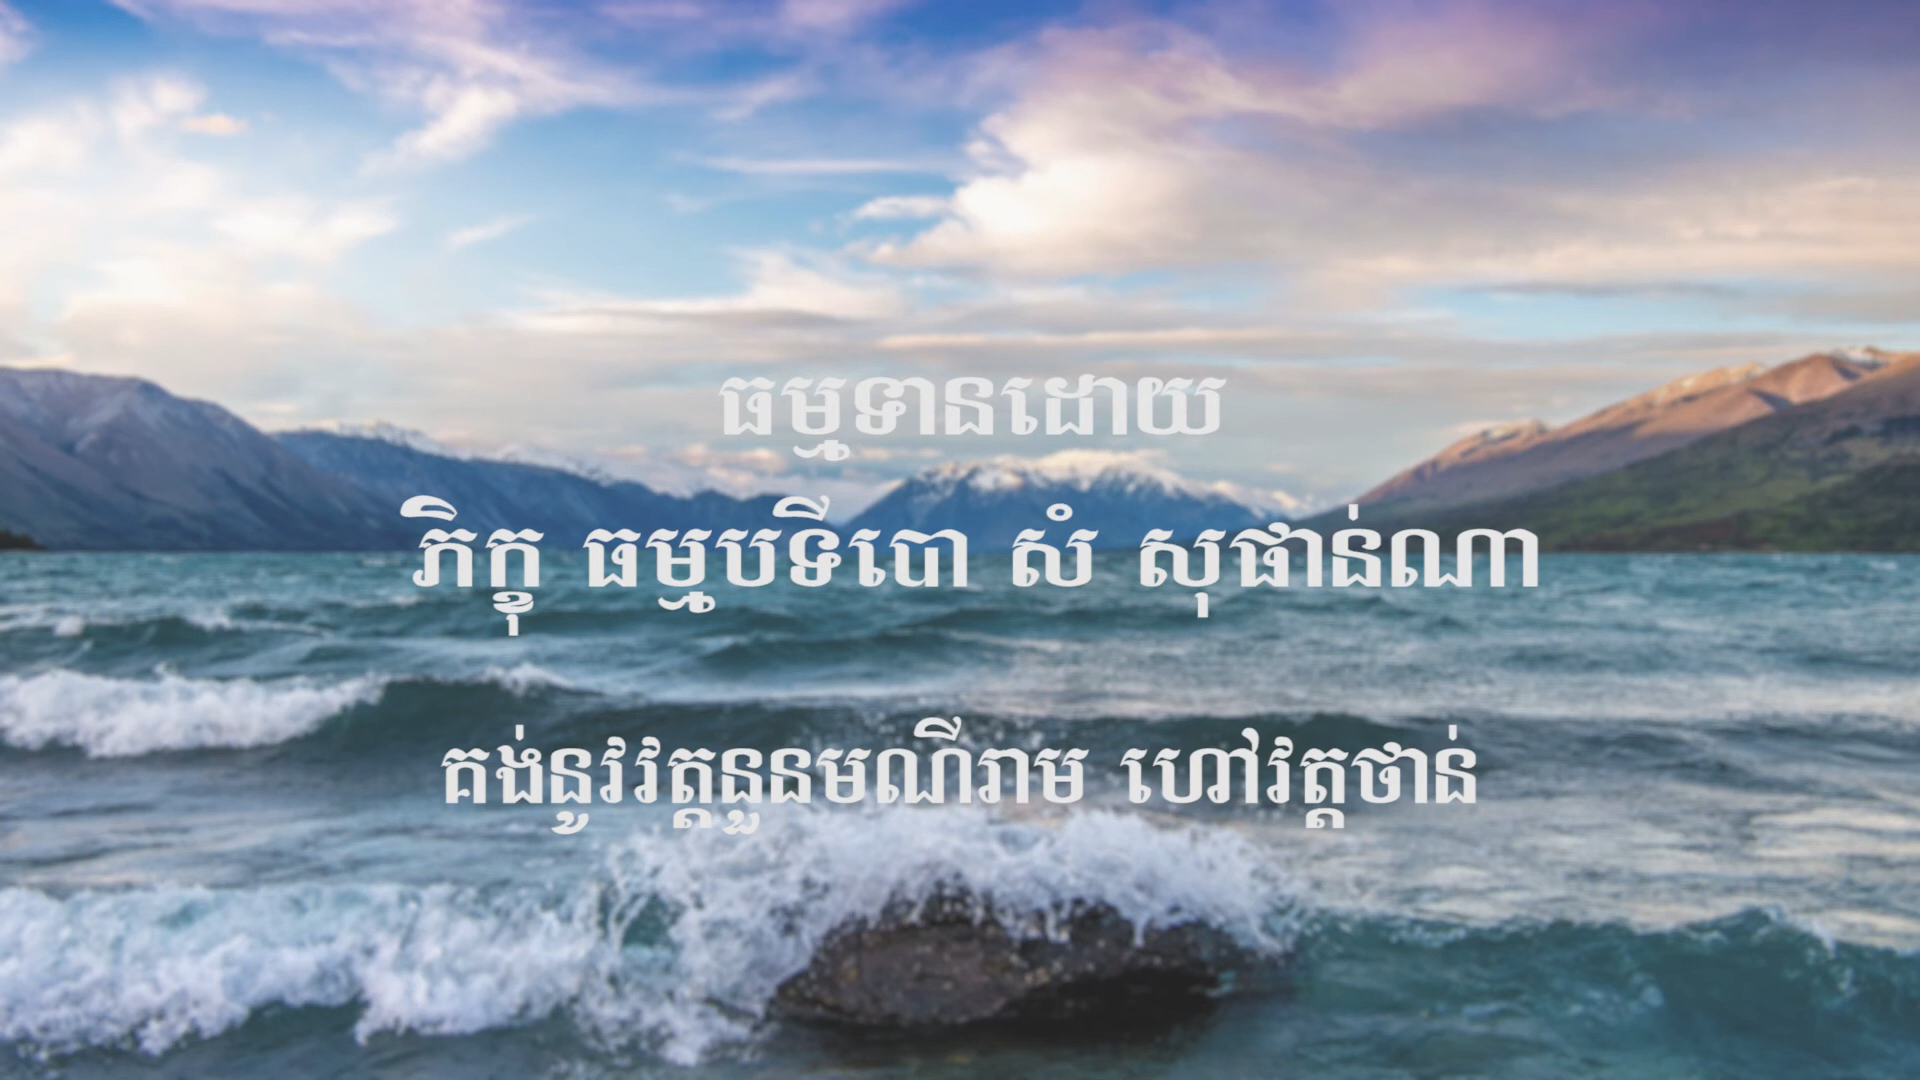 ធម្មទានដោយ
ភិក្ខុ ធម្មបទីបោ សំ សុផាន់ណា
គង់នូវវត្តនួនមណីរាម ហៅវត្តថាន់